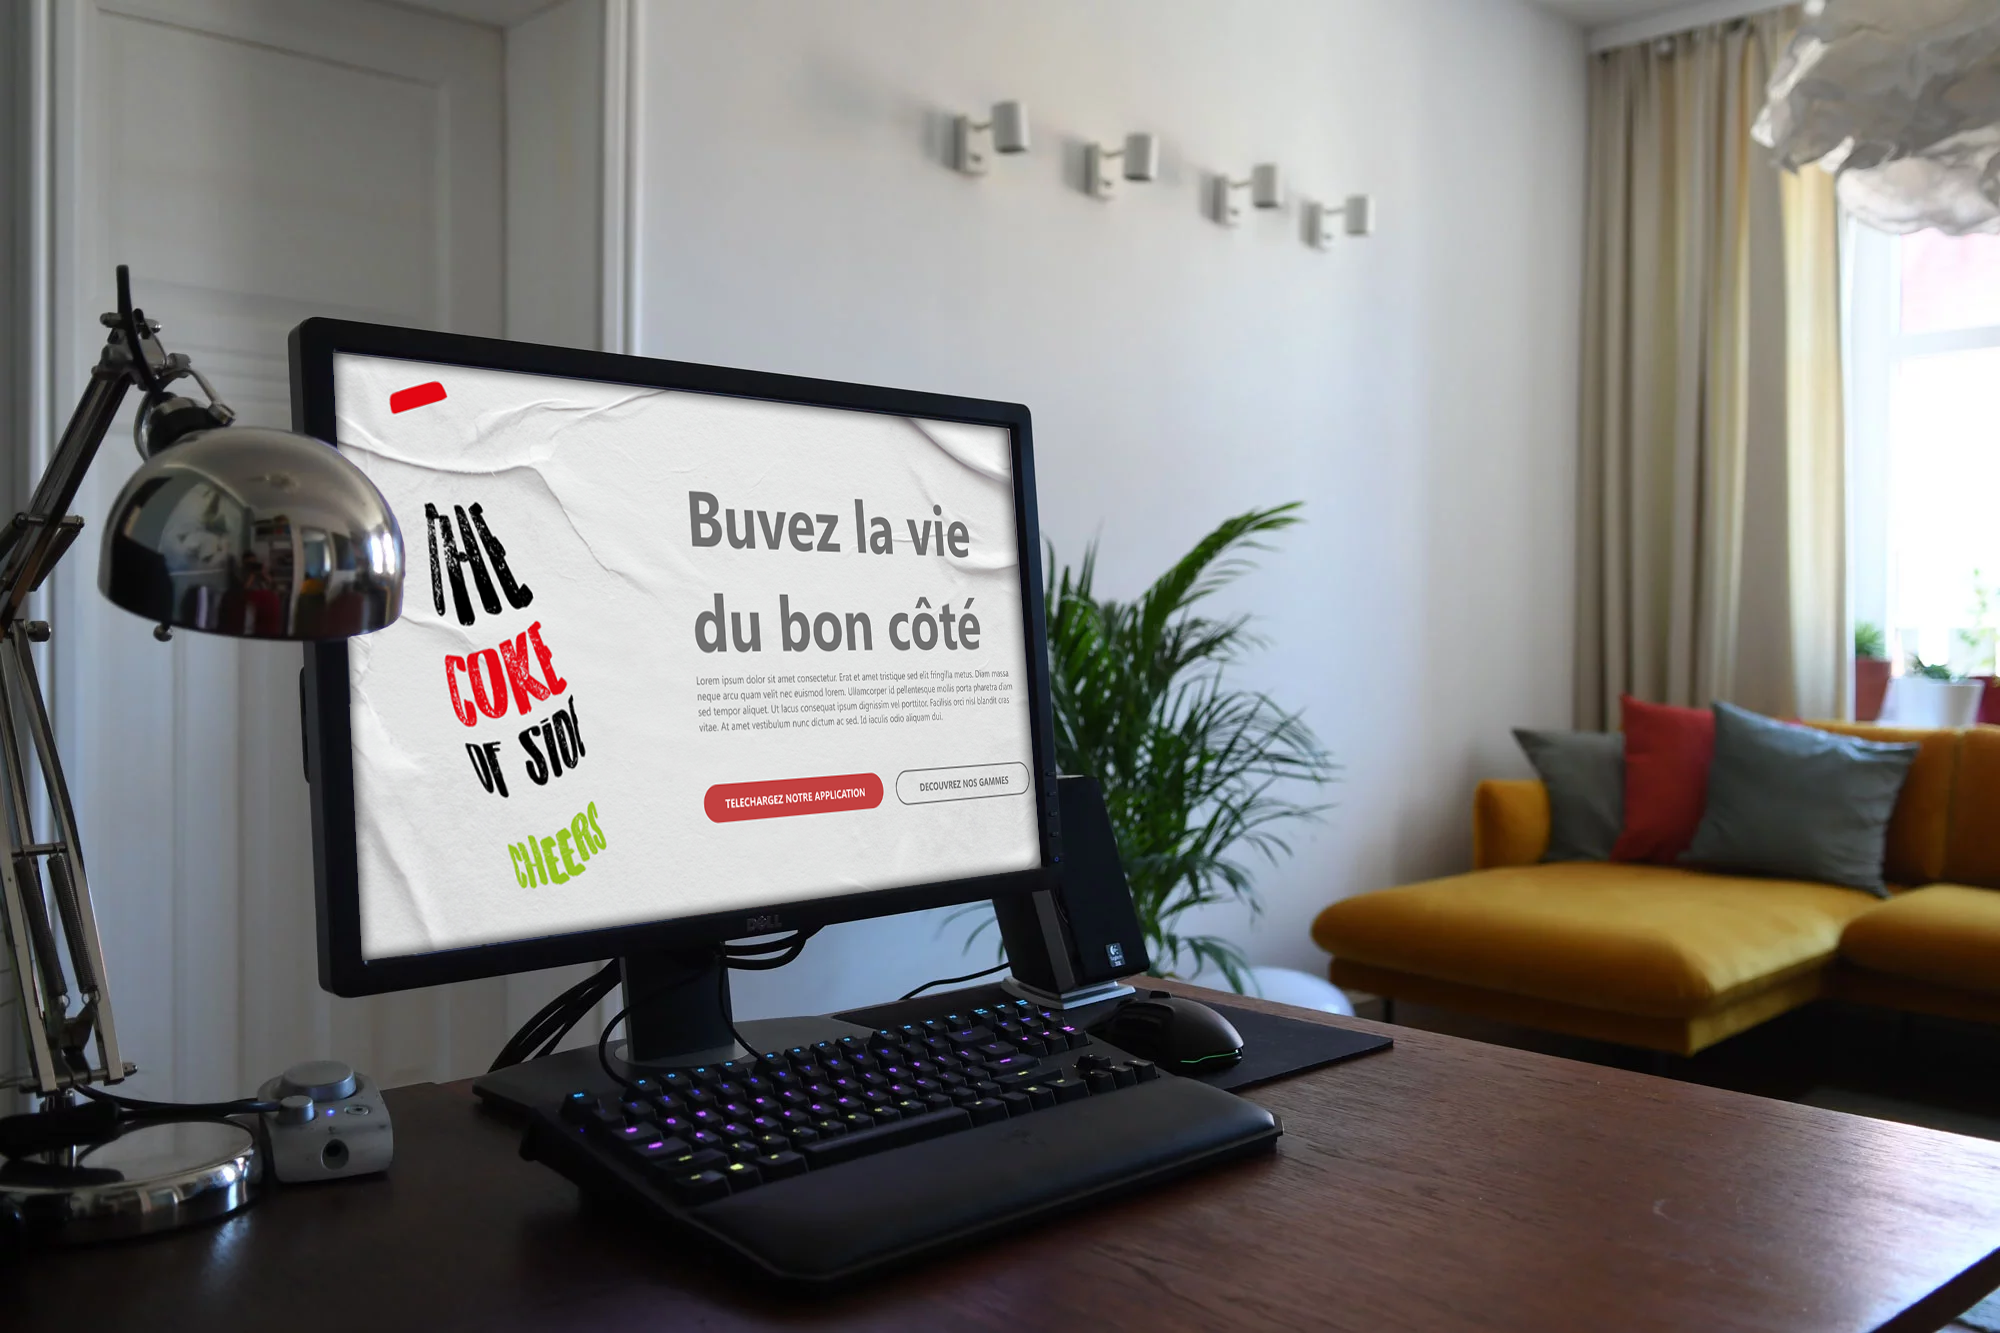 THE
COKE
OF SIDE
CHEERS
Buvez la vie
du bon côté
Lorem ipsum dolor sit amet consectetur. Erat et amet tristique sed elit fringilla metus. Diam massa
neque arcu quam velit nec euismod lorem. Ullamcorper id pellentesque mollis porta pharetra diam
sed tempor aliquet. Ut lacus consequat ipsum dignissim vel porttitor. Facilisis orci nisl blandit cras
vitae. At amet vestibulum nunc dictum ac sed. Id iaculis odio aliquam dui.
TELECHARGEZ NOTRE APPLICATION
DECOUVREZ NOS GAMMES
DELL